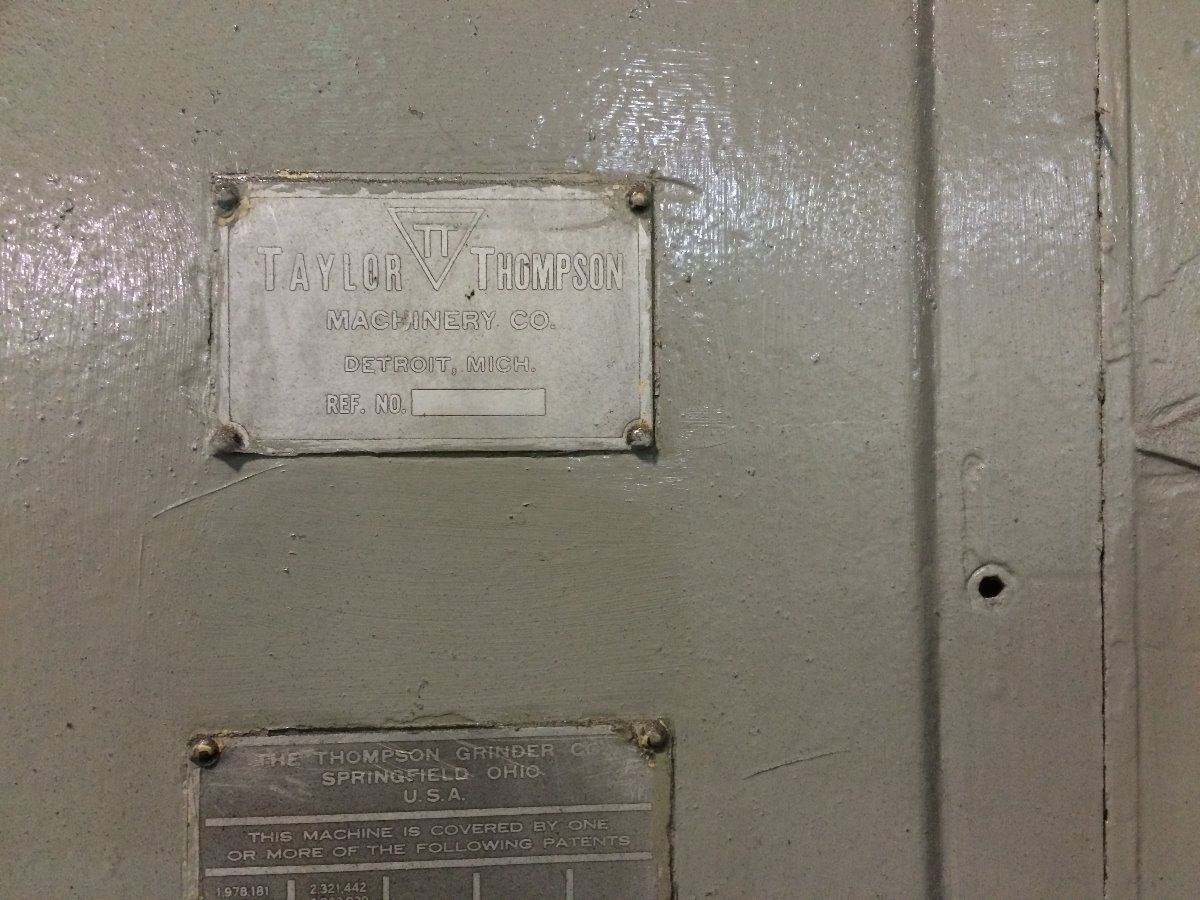 TT
TAYLOR THOMPSON
MACHINERY CO.
DETROIT, MICH.
REF. NO.
THE THOMPSON GRINDER CO.
SPRINGFIELD OHIO
U.S.A.
THIS MACHINE IS COVERED BY ONE
OR MORE OF THE FOLLOWING PATENTS
1,978,181 2,321,442